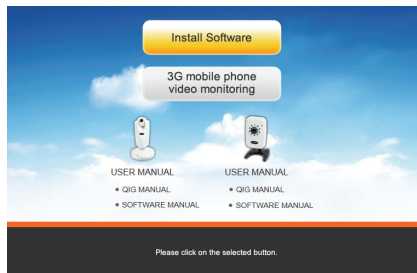 Install Software
3G mobile phone
video monitoring
USER MANUAL
• QIG MANUAL
• SOFTWARE MANUAL
USER MANUAL
• QIG MANUAL
• SOFTWARE MANUAL
Please click on the selected button.